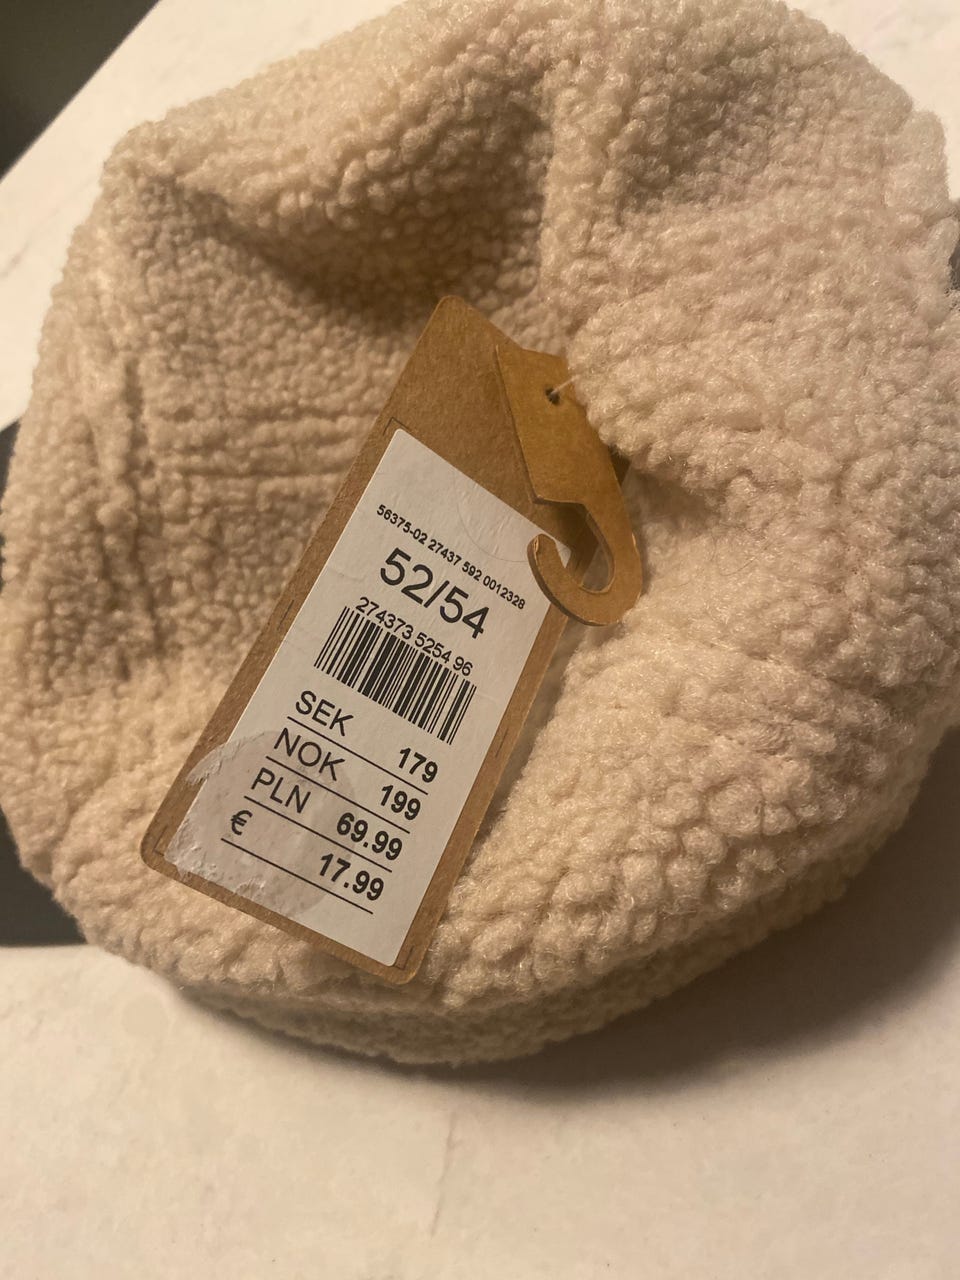 56375-02 27437 592 0012328
52/54
274373 5254 96
SEK 179
NOK 199
PLN 69.99
€ 17.99